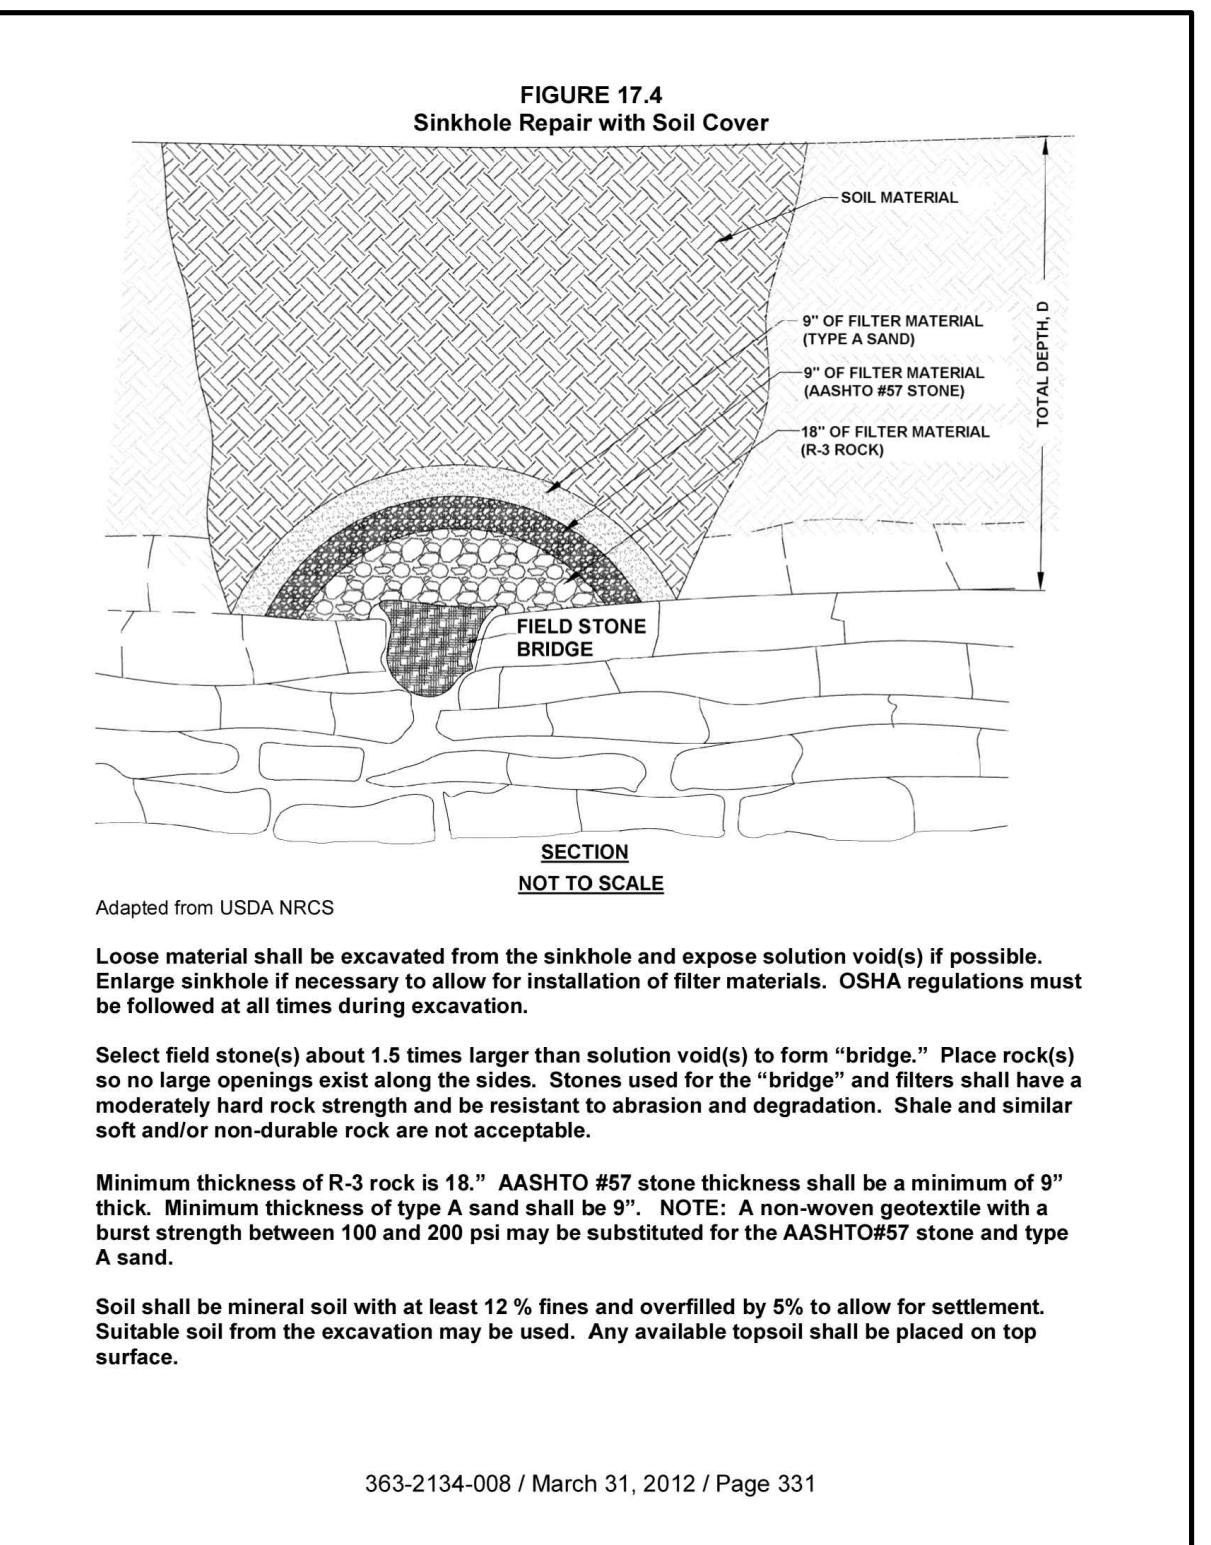 FIGURE 17.4
Sinkhole Repair with Soil Cover
SOIL MATERIAL
9" OF FILTER MATERIAL
(TYPE A SAND)
9" OF FILTER MATERIAL
(AASHTO #57 STONE)
18" OF FILTER MATERIAL
(R-3 ROCK)
TOTAL DEPTH, D
FIELD STONE
BRIDGE
SECTION
NOT TO SCALE
Adapted from USDA NRCS
Loose material shall be excavated from the sinkhole and expose solution void(s) if possible.
Enlarge sinkhole if necessary to allow for installation of filter materials.  OSHA regulations must
be followed at all times during excavation.
Select field stone(s) about 1.5 times larger than solution void(s) to form “bridge.”  Place rock(s)
so no large openings exist along the sides.  Stones used for the “bridge” and filters shall have a
moderately hard rock strength and be resistant to abrasion and degradation.  Shale and similar
soft and/or non-durable rock are not acceptable.
Minimum thickness of R-3 rock is 18.”  AASHTO #57 stone thickness shall be a minimum of 9”
thick.  Minimum thickness of type A sand shall be 9”.   NOTE:  A non-woven geotextile with a
burst strength between 100 and 200 psi may be substituted for the AASHTO#57 stone and type
A sand.
Soil shall be mineral soil with at least 12 % fines and overfilled by 5% to allow for settlement.
Suitable soil from the excavation may be used.  Any available topsoil shall be placed on top
surface.
363-2134-008 / March 31, 2012 / Page 331